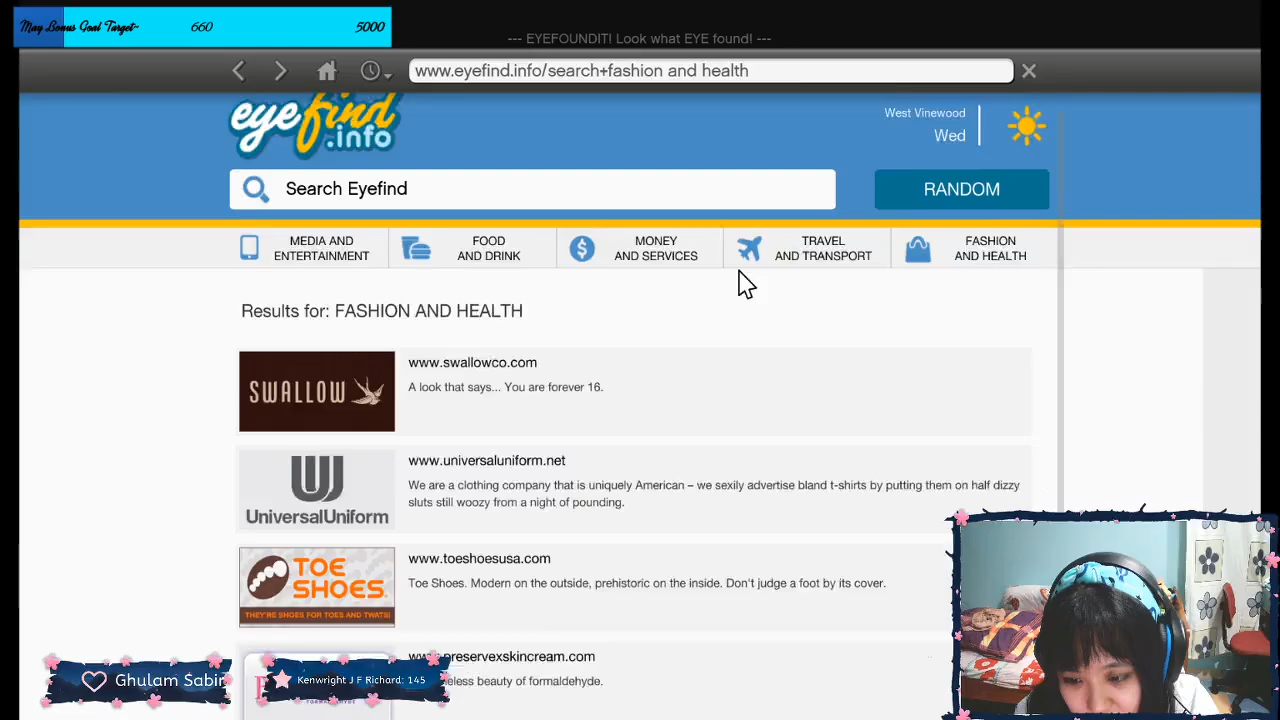 May Bonus Goal Target~ 660 5000
--- EYEFOUNDIT! Look what EYE found! ---
www.eyefind.info/search+fashion and health
eyefind
.info
West Vinewood
Wed
Search Eyefind
RANDOM
MEDIA AND
ENTERTAINMENT
FOOD
AND DRINK
MONEY
AND SERVICES
TRAVEL
AND TRANSPORT
FASHION
AND HEALTH
Results for: FASHION AND HEALTH
SWALLOW
www.swallowco.com
A look that says... You are forever 16.
UNIVERSALUNIFORM
www.universaluniform.net
We are a clothing company that is uniquely American – we sexily advertise bland t-shirts by putting them on half dizzy
sluts still woozy from a night of pounding.
TOE
SHOES
THEY'RE SHOES FOR TOES AND TWATS!
www.toeshoesusa.com
Toe Shoes. Modern on the outside, prehistoric on the inside. Don't judge a foot by its cover.
preservexskincream.com
beauty of formaldehyde.
Ghulam Sabir
Kenwright J F Richard: 145